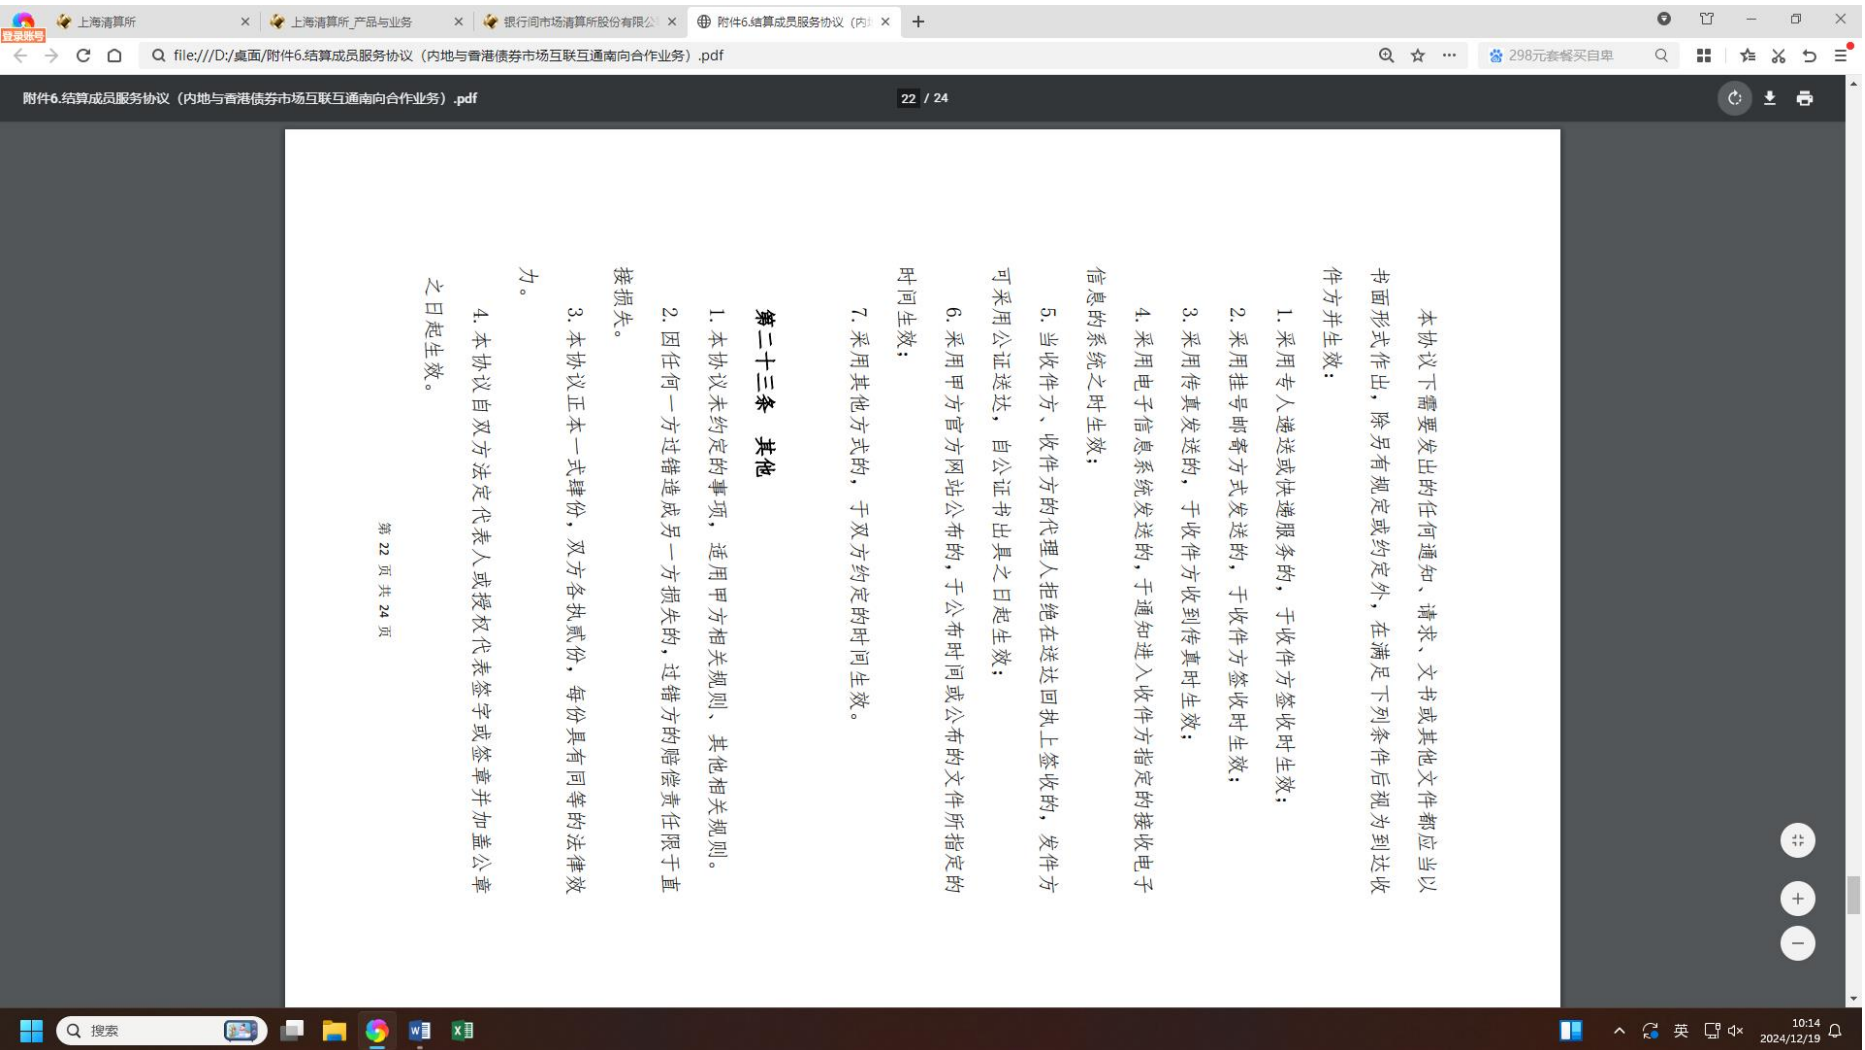 上海清算所
上海清算所_产品与业务
银行间市场清算所股份有限公
附件6.结算成员服务协议（内
登录账号
file:///D:/桌面/附件6.结算成员服务协议（内地与香港债券市场互联互通南向合作业务）.pdf
298元套餐买自卑
附件6.结算成员服务协议（内地与香港债券市场互联互通南向合作业务）.pdf
22 / 24
本协议下需要发出的任何通知、请求、文书或其他文件都应当以
书面形式作出，除另有规定或约定外，在满足下列条件后视为到达收
件方并生效：
1. 采用专人递送或快递服务的，于收件方签收时生效；
2. 采用挂号邮寄方式发送的，于收件方签收时生效；
3. 采用传真发送的，于收件方收到传真时生效；
4. 采用电子信息系统发送的，于通知进入收件方指定的接收电子
信息的系统之时生效；
5. 当收件方、收件方的代理人拒绝在送达回执上签收的，发件方
可采用公证送达，自公证书出具之日起生效；
6. 采用甲方官方网站公布的，于公布时间或公布的文件所指定的
时间生效；
7. 采用其他方式的，于双方约定的时间生效。
第二十三条 其他
1. 本协议未约定的事项，适用甲方相关规则、其他相关规则。
2. 因任何一方过错造成另一方损失的，过错方的赔偿责任限于直
接损失。
3. 本协议正本一式肆份，双方各执贰份，每份具有同等的法律效
力。
4. 本协议自双方法定代表人或授权代表签字或签章并加盖公章
之日起生效。
第 22 页 共 24 页
搜索
英
10:14
2024/12/19